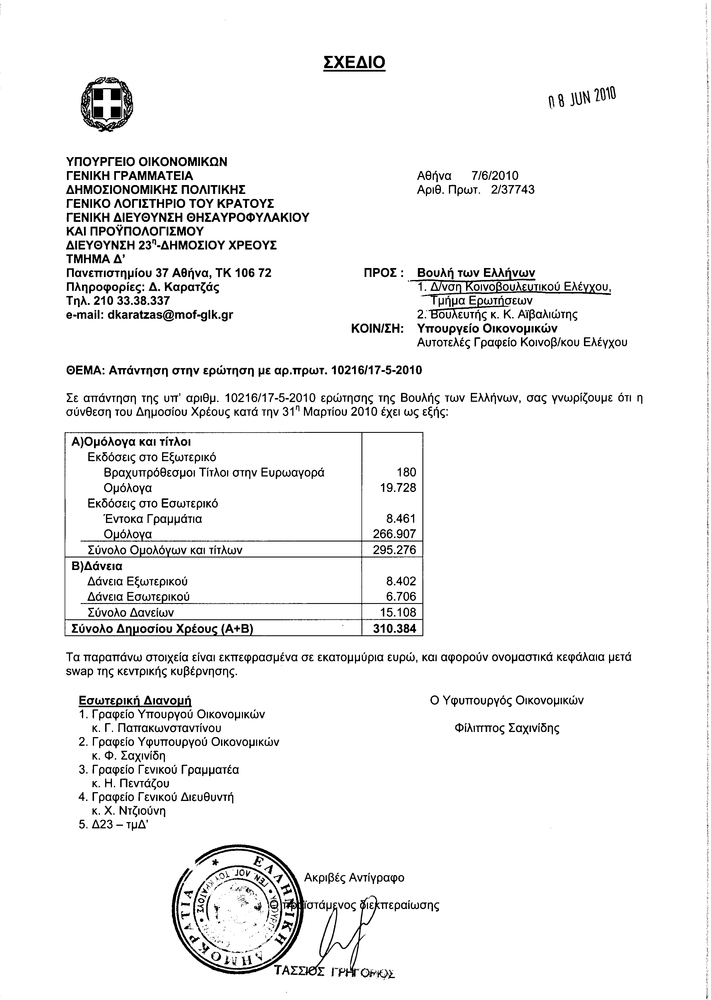 ΣΧΕΔΙΟ
08 JUN 2010
ΥΠΟΥΡΓΕΙΟ ΟΙΚΟΝΟΜΙΚΩΝ
ΓΕΝΙΚΗ ΓΡΑΜΜΑΤΕΙΑ
ΔΗΜΟΣΙΟΝΟΜΙΚΗΣ ΠΟΛΙΤΙΚΗΣ
ΓΕΝΙΚΟ ΛΟΓΙΣΤΗΡΙΟ ΤΟΥ ΚΡΑΤΟΥΣ
ΓΕΝΙΚΗ ΔΙΕΥΘΥΝΣΗ ΘΗΣΑΥΡΟΦΥΛΑΚΙΟΥ
ΚΑΙ ΠΡΟΫΠΟΛΟΓΙΣΜΟΥ
ΔΙΕΥΘΥΝΣΗ 23η-ΔΗΜΟΣΙΟΥ ΧΡΕΟΥΣ
ΤΜΗΜΑ Δ'
Πανεπιστημίου 37 Αθήνα, ΤΚ 106 72
Πληροφορίες: Δ. Καρατζάς
Τηλ. 210 33.38.337
e-mail: dkaratzas@mof-glk.gr
Αθήνα 7/6/2010
Αριθ. Πρωτ. 2/37743
ΠΡΟΣ : Βουλή των Ελλήνων
1. Δ/νση Κοινοβουλευτικού Ελέγχου,
Τμήμα Ερωτήσεων
2. Βουλευτής κ. Κ. Αϊβαλιώτης
ΚΟΙΝ/ΣΗ: Υπουργείο Οικονομικών
Αυτοτελές Γραφείο Κοινοβ/κου Ελέγχου
ΘΕΜΑ: Απάντηση στην ερώτηση με αρ.πρωτ. 10216/17-5-2010
Σε απάντηση της υπ' αριθμ. 10216/17-5-2010 ερώτησης της Βουλής των Ελλήνων, σας γνωρίζουμε ότι η
σύνθεση του Δημοσίου Χρέους κατά την 31η Μαρτίου 2010 έχει ως εξής:
Α)Ομόλογα και τίτλοι
Εκδόσεις στο Εξωτερικό
Βραχυπρόθεσμοι Τίτλοι στην Ευρωαγορά 180
Ομόλογα 19.728
Εκδόσεις στο Εσωτερικό
Έντοκα Γραμμάτια 8.461
Ομόλογα 266.907
Σύνολο Ομολόγων και τίτλων 295.276
Β)Δάνεια
Δάνεια Εξωτερικού 8.402
Δάνεια Εσωτερικού 6.706
Σύνολο Δανείων 15.108
Σύνολο Δημοσίου Χρέους (Α+Β) 310.384
Τα παραπάνω στοιχεία είναι εκπεφρασμένα σε εκατομμύρια ευρώ, και αφορούν ονομαστικά κεφάλαια μετά
swap της κεντρικής κυβέρνησης.
Εσωτερική Διανομή
1. Γραφείο Υπουργού Οικονομικών
κ. Γ. Παπακωνσταντίνου
2. Γραφείο Υφυπουργού Οικονομικών
κ. Φ. Σαχινίδη
3. Γραφείο Γενικού Γραμματέα
κ. Η. Πεντάζου
4. Γραφείο Γενικού Διευθυντή
κ. Χ. Ντζιούνη
5. Δ23 – τμΔ'
Ο Υφυπουργός Οικονομικών
Φίλιππος Σαχινίδης
ΕΛΛΗΝΙΚΗ ΔΗΜΟΚΡΑΤΙΑ
ΓΕΝ. ΛΟΓ. ΤΟΥ ΚΡΑΤΟΥΣ
Ακριβές Αντίγραφο
Ο προϊστάμενος διεκπεραίωσης
ΤΑΣΣΙΟΣ ΓΡΗΓΟΡΙΟΣ